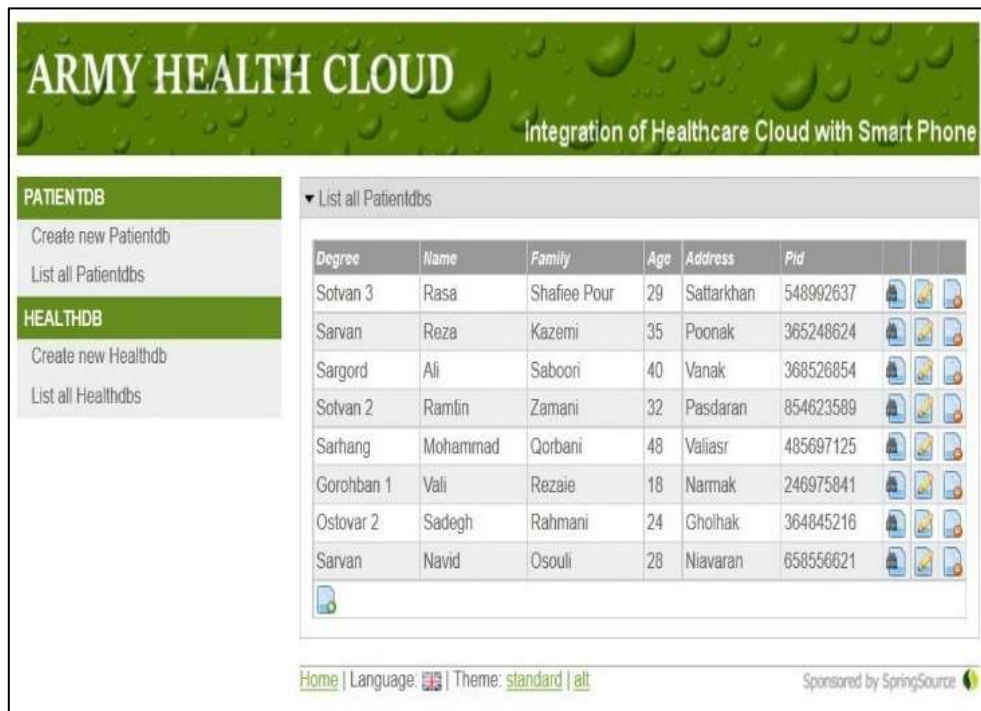 ARMY HEALTH CLOUD
Integration of Healthcare Cloud with Smart Phone
PATIENTDB
Create new Patientdb
List all Patientdbs
HEALTHDB
Create new Healthdb
List all Healthdbs
List all Patientdbs
Degree Name Family Age Address Pid
Sotvan 3 Rasa Shafiee Pour 29 Sattarkhan 548992637
Sarvan Reza Kazemi 35 Poonak 365248624
Sargord Ali Saboori 40 Vanak 368526854
Sotvan 2 Ramtin Zamani 32 Pasdaran 854623589
Sarhang Mohammad Qorbani 48 Valiasr 485697125
Gorohban 1 Vali Rezaie 18 Narmak 246975841
Ostovar 2 Sadegh Rahmani 24 Gholhak 364845216
Sarvan Navid Osouli 28 Niavaran 658556621
Home | Language: | Theme: standard | alt
Sponsored by SpringSource